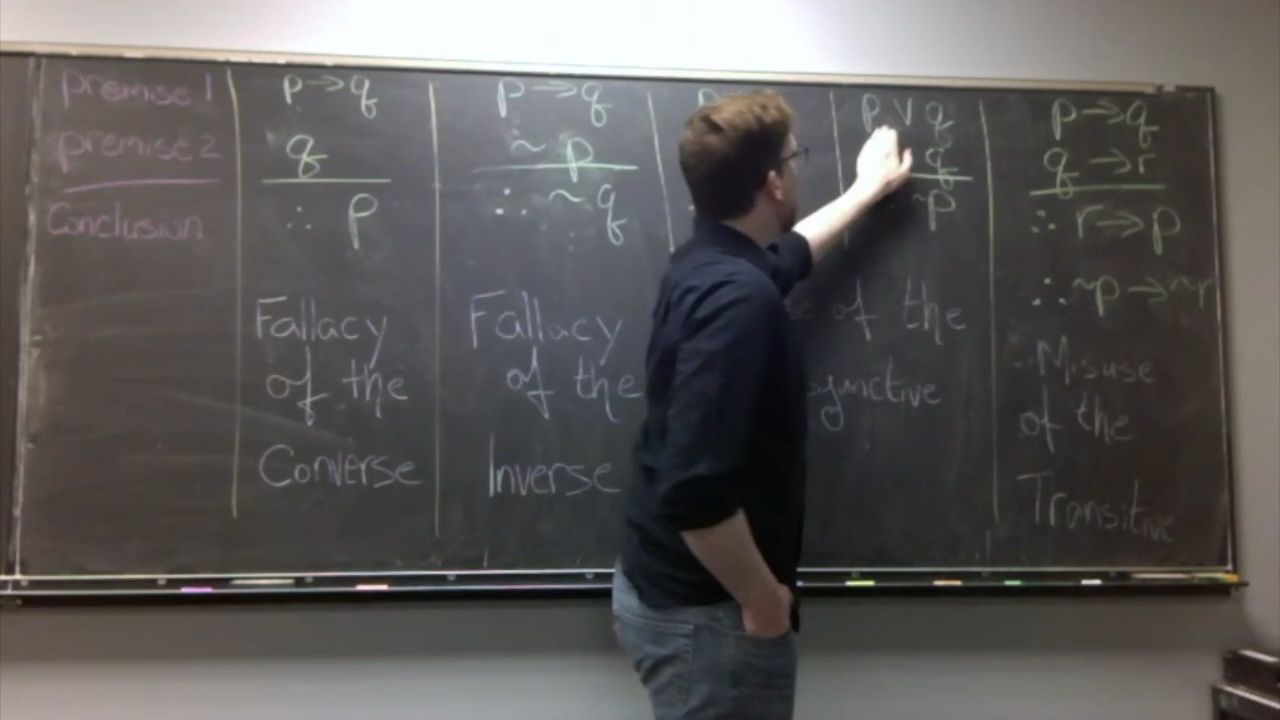 premise 1
premise 2
Conclusion
p → q
q
∴ p
Fallacy
of the
Converse
p → q
~ p
∴ ~ q
Fallacy
of the
Inverse
p
p ∨ q
q
~p
of the
p → q
q → r
∴ r → p
∴ ~p → ~r
Misuse
of the
Transitive